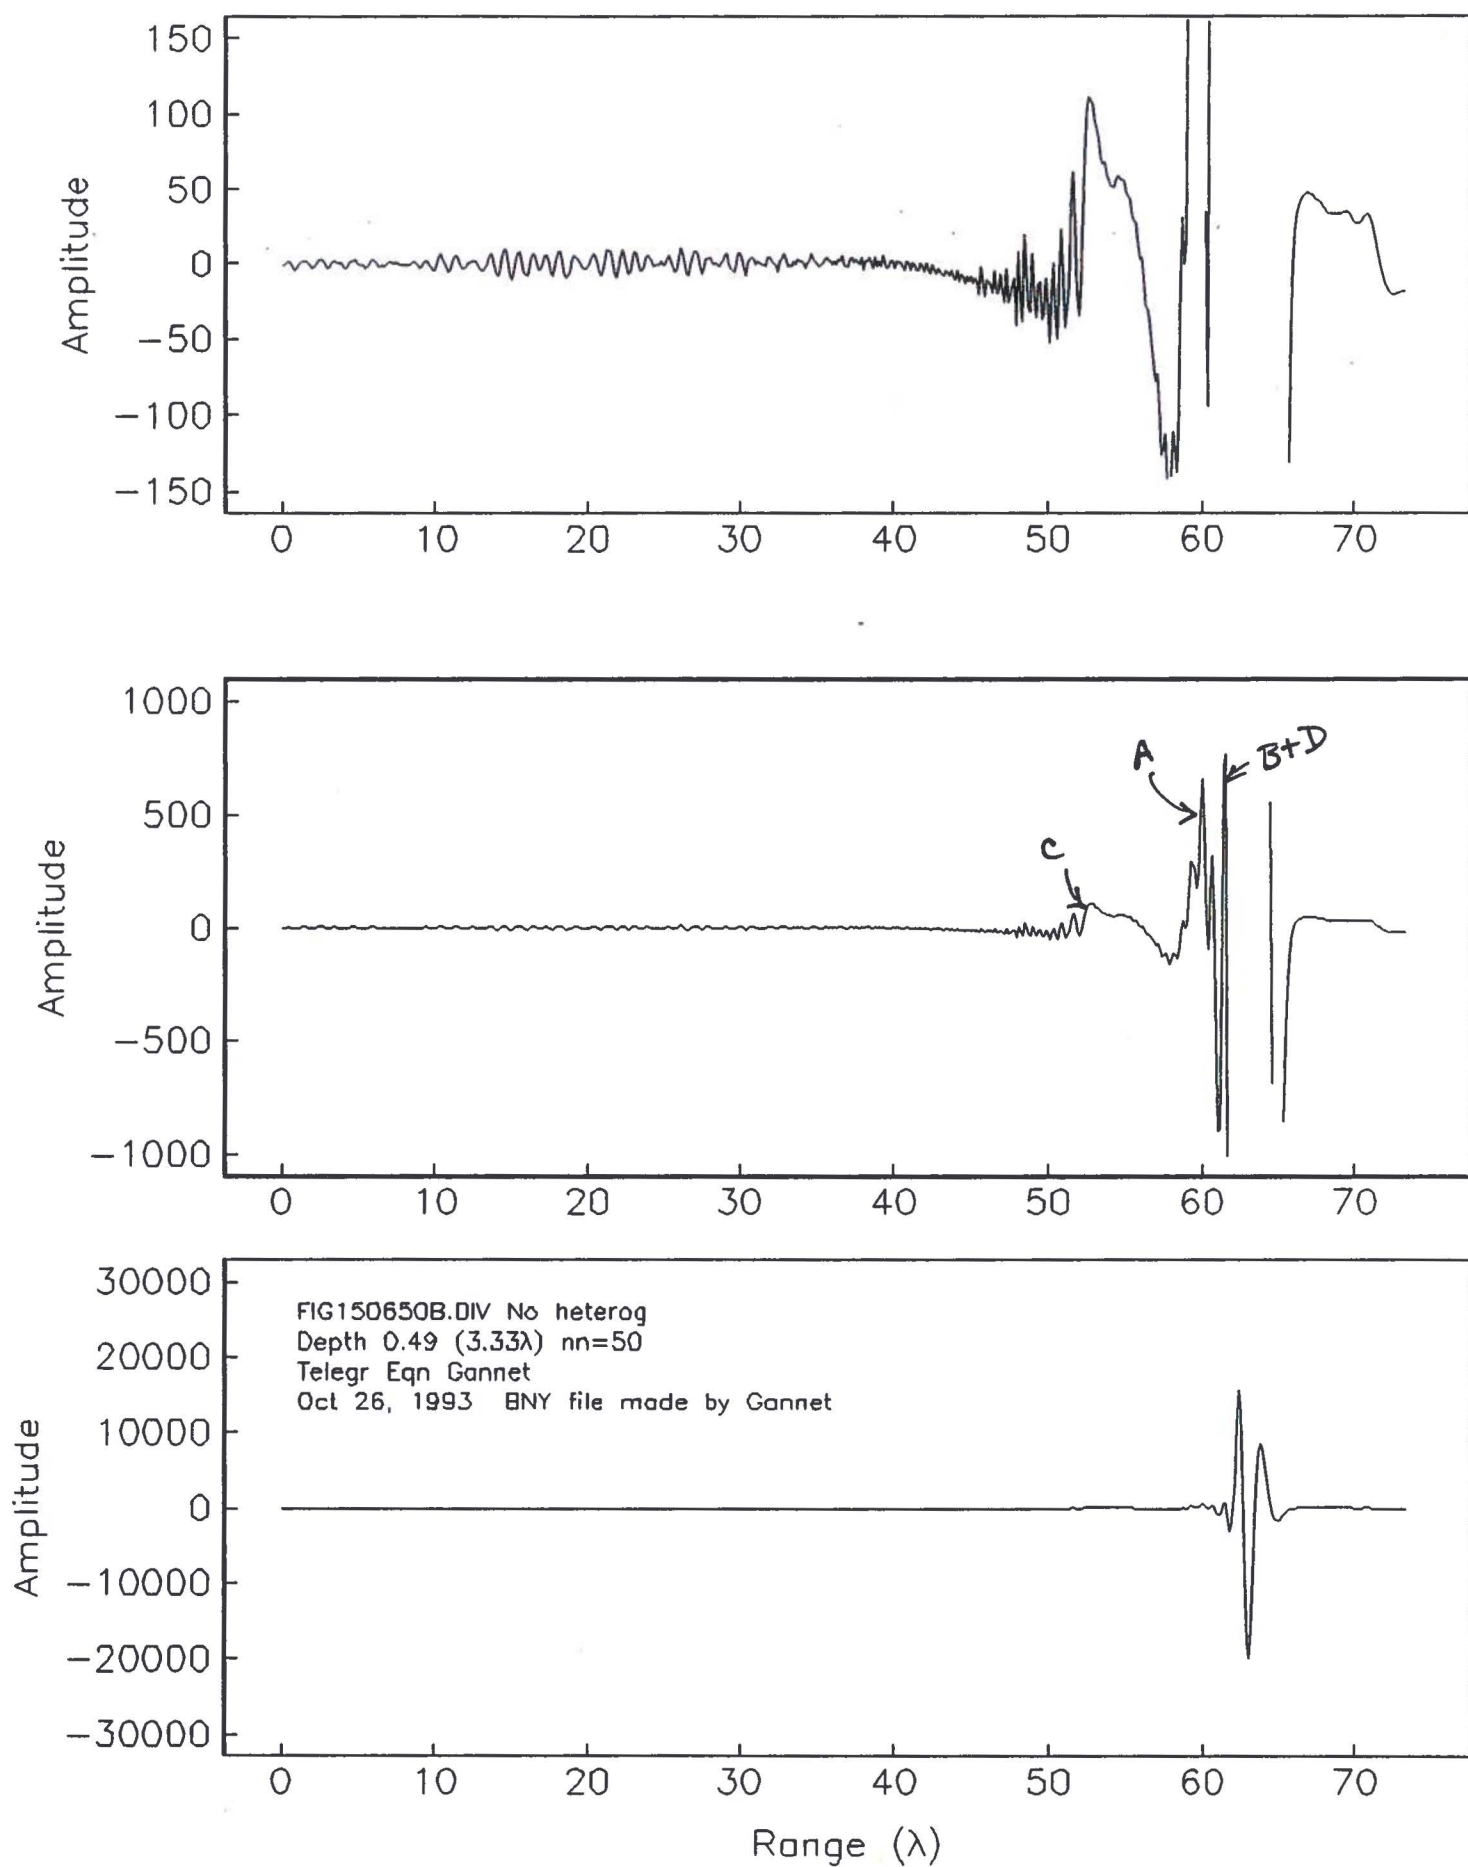 Amplitude
150
100
50
0
−50
−100
−150
0 10 20 30 40 50 60 70
Amplitude
1000
500
0
−500
−1000
A
B+D
C
0 10 20 30 40 50 60 70
Amplitude
30000
20000
10000
0
−10000
−20000
−30000
FIG150650B.DIV No heterog
Depth 0.49 (3.33λ) nn=50
Telegr Eqn Gannet
Oct 26, 1993 BNY file made by Gannet
0 10 20 30 40 50 60 70
Range (λ)